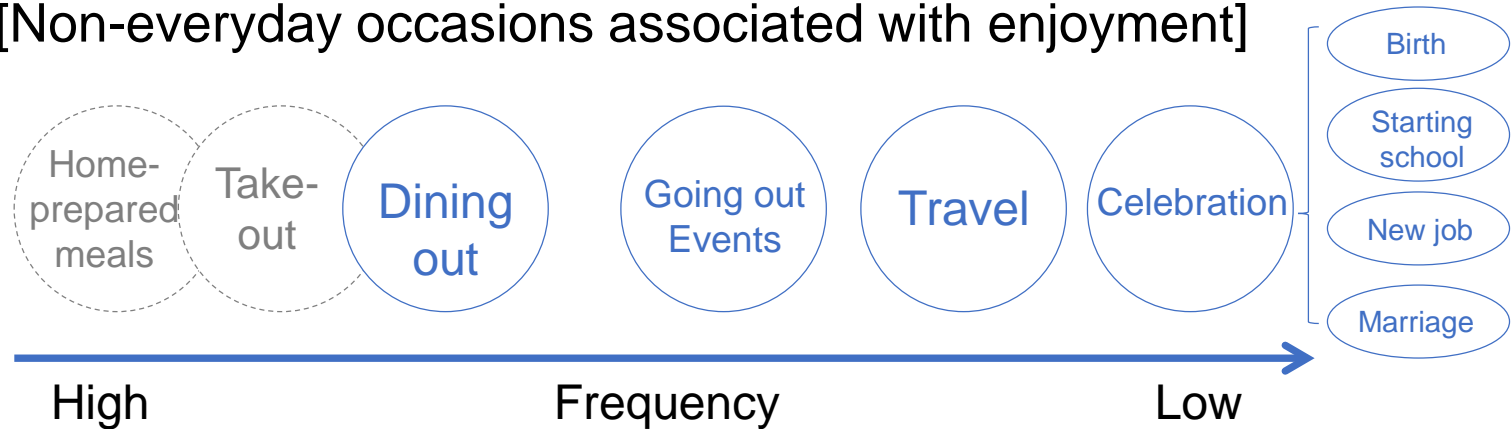 [Non-everyday occasions associated with enjoyment]
Home-
prepared
meals
Take-
out
Dining
out
Going out
Events
Travel
Celebration
Birth
Starting
school
New job
Marriage
High
Frequency
Low